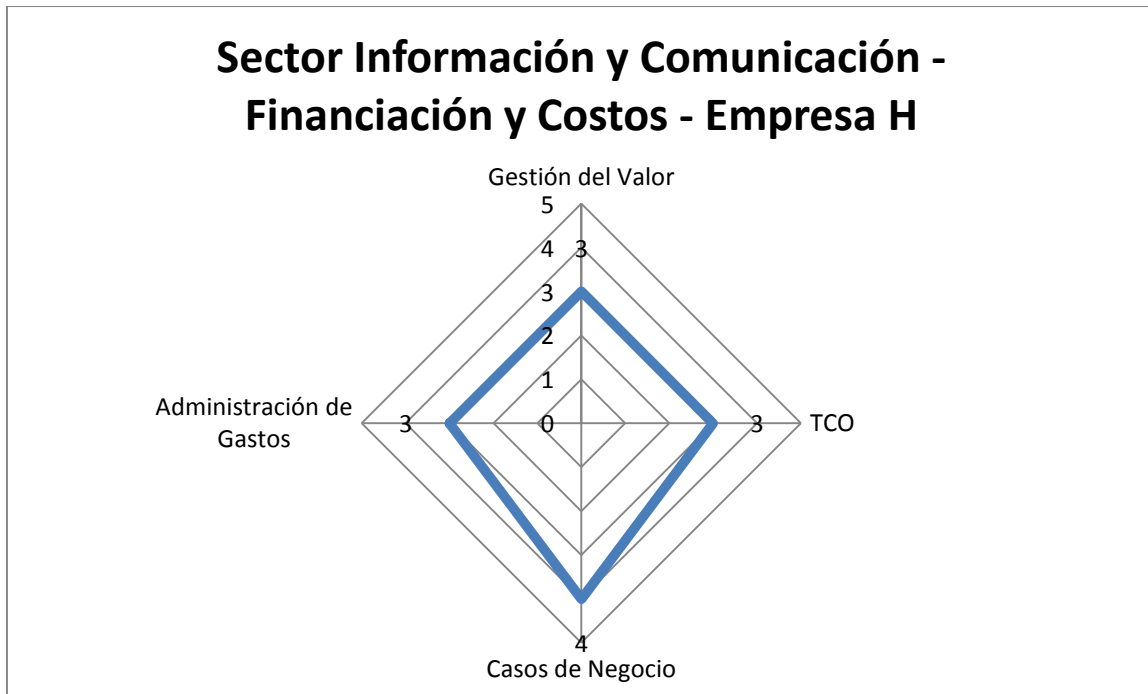 Sector Información y Comunicación -
Financiación y Costos - Empresa H
Gestión del Valor
5
4 3
3
2
1
Administración de
Gastos
3 0 3 TCO
4
Casos de Negocio